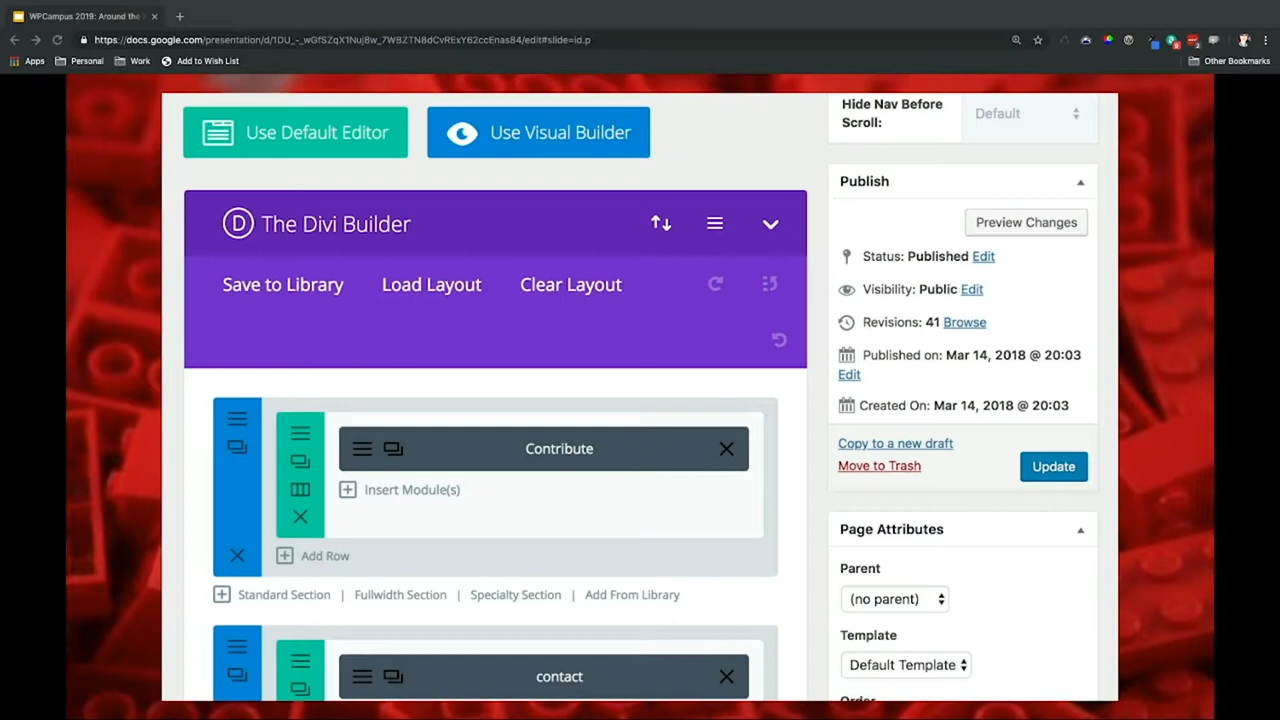 WPCampus 2019: Around the
https://docs.google.com/presentation/d/1DU_-_wGfSZqX1Nuj8w_7WBZTN8dCvRExY62ccEnas84/edit#slide=id.p
Apps
Personal
Work
Add to Wish List
Other Bookmarks
Use Default Editor
Use Visual Builder
Hide Nav Before
Scroll:
Default
Publish
Preview Changes
D The Divi Builder
Save to Library
Load Layout
Clear Layout
Status: Published Edit
Visibility: Public Edit
Revisions: 41 Browse
Published on: Mar 14, 2018 @ 20:03
Edit
Created On: Mar 14, 2018 @ 20:03
Copy to a new draft
Move to Trash
Update
Contribute
Insert Module(s)
Add Row
Standard Section | Fullwidth Section | Specialty Section | Add From Library
contact
Page Attributes
Parent
(no parent)
Template
Default Template